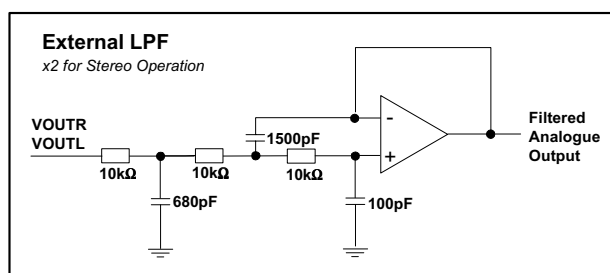 External LPF
x2 for Stereo Operation
VOUTR
VOUTL
10kΩ
10kΩ
1500pF
10kΩ
680pF
100pF
-
+
Filtered
Analogue
Output